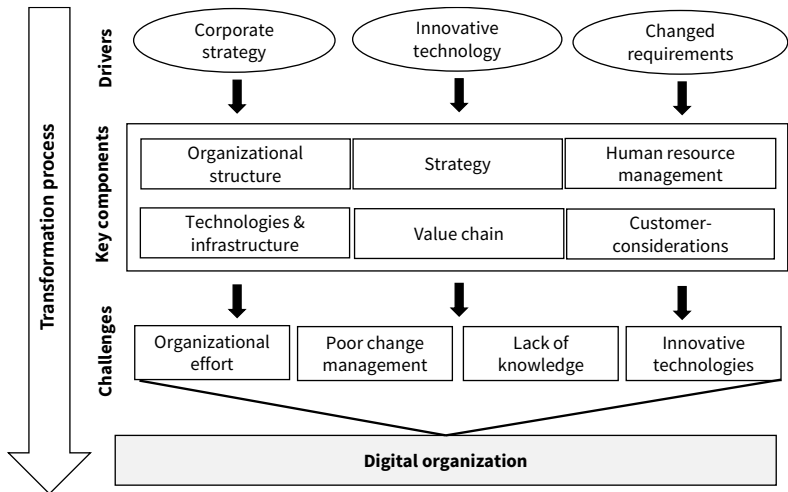 Transformation process
Drivers
Corporate
strategy
Innovative
technology
Changed
requirements
Key components
Organizational
structure
Strategy
Human resource
management
Technologies &
infrastructure
Value chain
Customer-
considerations
Challenges
Organizational
effort
Poor change
management
Lack of
knowledge
Innovative
technologies
Digital organization